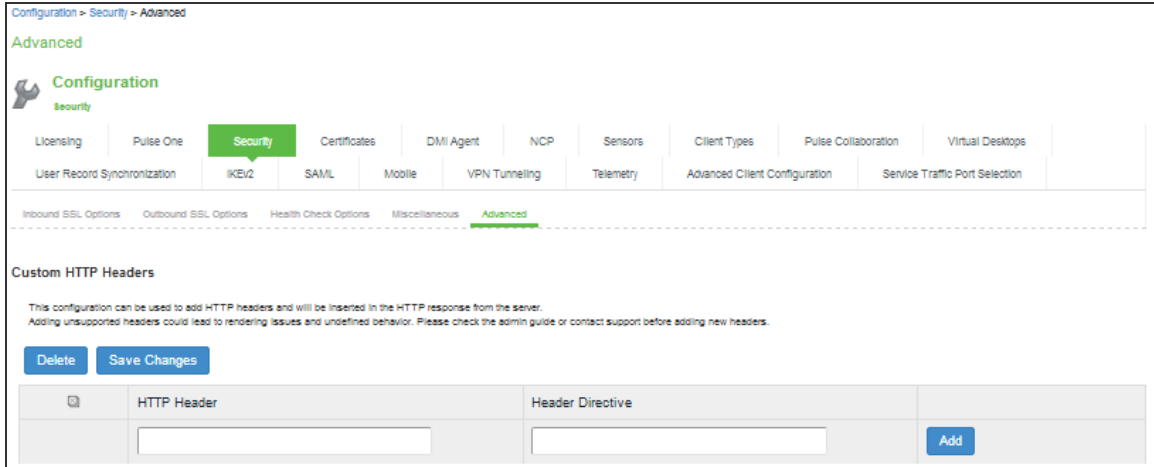 Configuration > Security > Advanced
Advanced
Configuration
Security
Licensing Pulse One Security Certificates DMI Agent NCP Sensors Client Types Pulse Collaboration Virtual Desktops
User Record Synchronization IKEv2 SAML Mobile VPN Tunneling Telemetry Advanced Client Configuration Service Traffic Port Selection
Inbound SSL Options Outbound SSL Options Health Check Options Miscellaneous Advanced
Custom HTTP Headers
This configuration can be used to add HTTP headers and will be inserted in the HTTP response from the server.
Adding unsupported headers could lead to rendering issues and undefined behavior. Please check the admin guide or contact support before adding new headers.
Delete Save Changes
HTTP Header Header Directive
Add